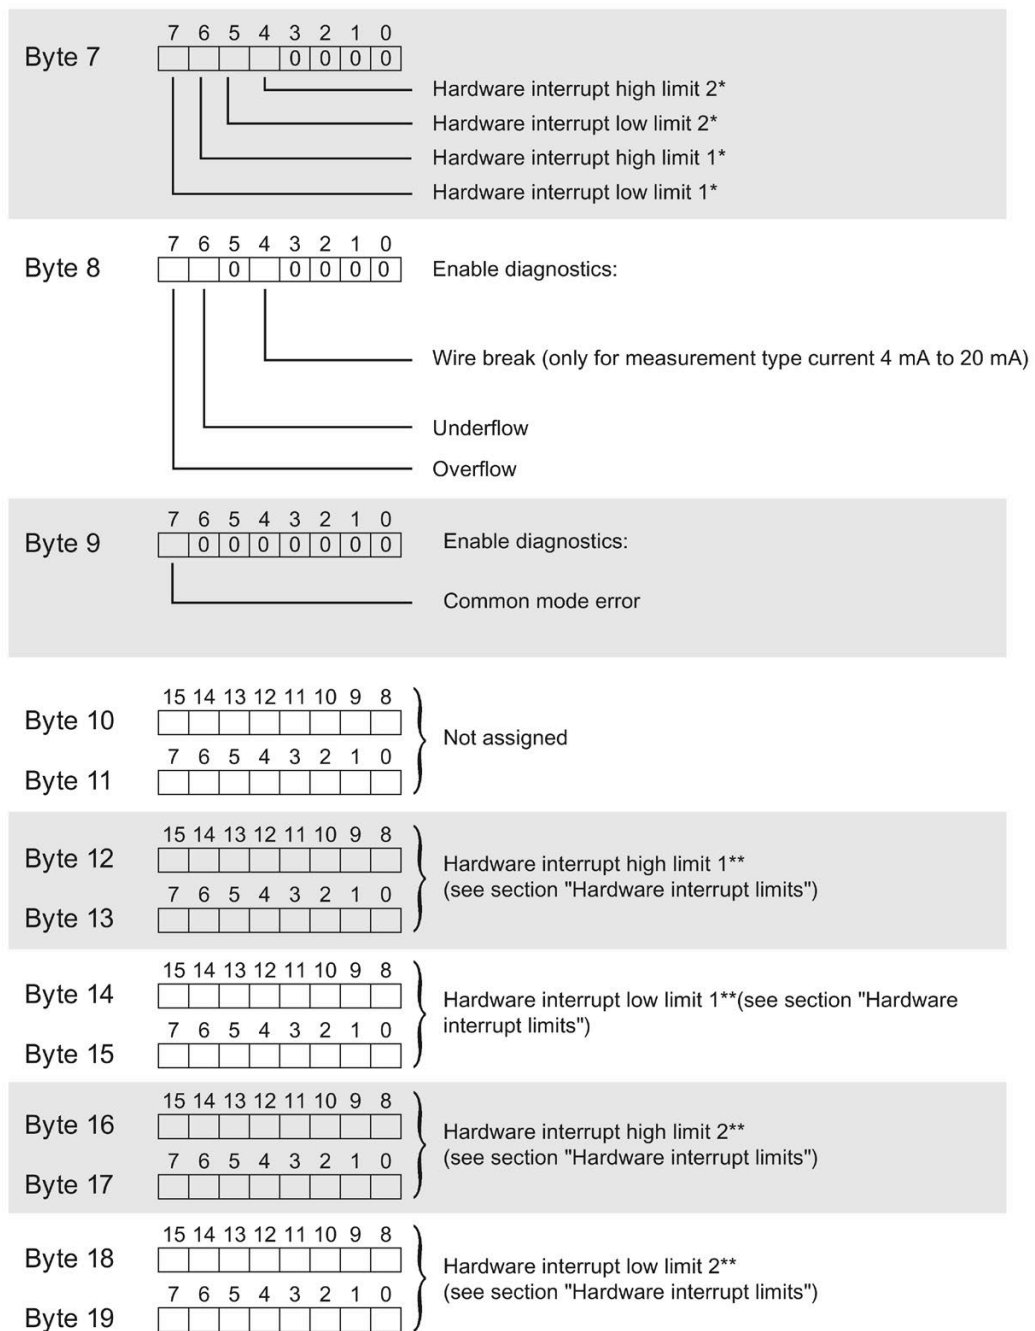 7 6 5 4 3 2 1 0
Byte 7 0 0 0 0
Hardware interrupt high limit 2*
Hardware interrupt low limit 2*
Hardware interrupt high limit 1*
Hardware interrupt low limit 1*
7 6 5 4 3 2 1 0
Byte 8 0 0 0 0 0 Enable diagnostics:
Wire break (only for measurement type current 4 mA to 20 mA)
Underflow
Overflow
7 6 5 4 3 2 1 0
Byte 9 0 0 0 0 0 0 0 Enable diagnostics:
Common mode error
15 14 13 12 11 10 9 8
Byte 10
Not assigned
7 6 5 4 3 2 1 0
Byte 11
15 14 13 12 11 10 9 8
Byte 12
Hardware interrupt high limit 1**
(see section "Hardware interrupt limits")
7 6 5 4 3 2 1 0
Byte 13
15 14 13 12 11 10 9 8
Byte 14
Hardware interrupt low limit 1**(see section "Hardware
interrupt limits")
7 6 5 4 3 2 1 0
Byte 15
15 14 13 12 11 10 9 8
Byte 16
Hardware interrupt high limit 2**
(see section "Hardware interrupt limits")
7 6 5 4 3 2 1 0
Byte 17
15 14 13 12 11 10 9 8
Byte 18
Hardware interrupt low limit 2**
(see section "Hardware interrupt limits")
7 6 5 4 3 2 1 0
Byte 19